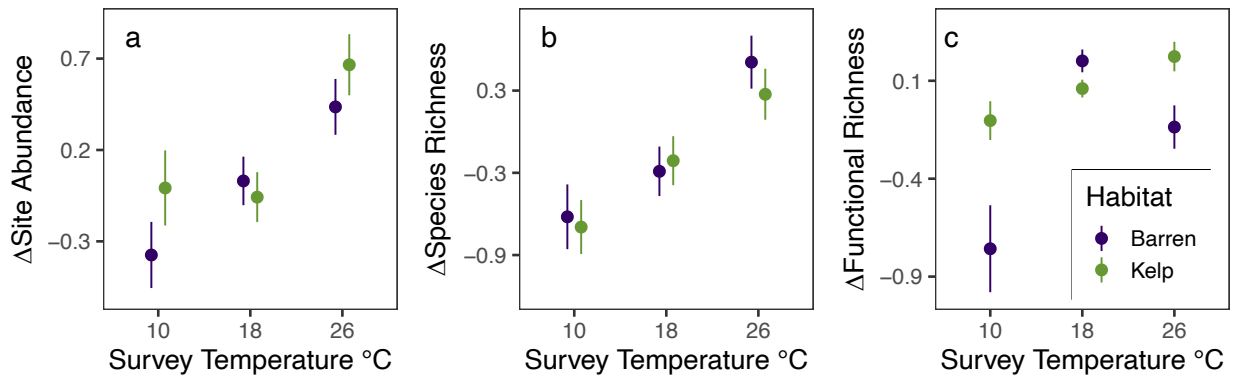 a
ΔSite Abundance
0.7
0.2
−0.3
10
18
26
Survey Temperature °C
b
ΔSpecies Richness
0.3
−0.3
−0.9
10
18
26
Survey Temperature °C
c
ΔFunctional Richness
0.1
−0.4
−0.9
Habitat
Barren
Kelp
10
18
26
Survey Temperature °C